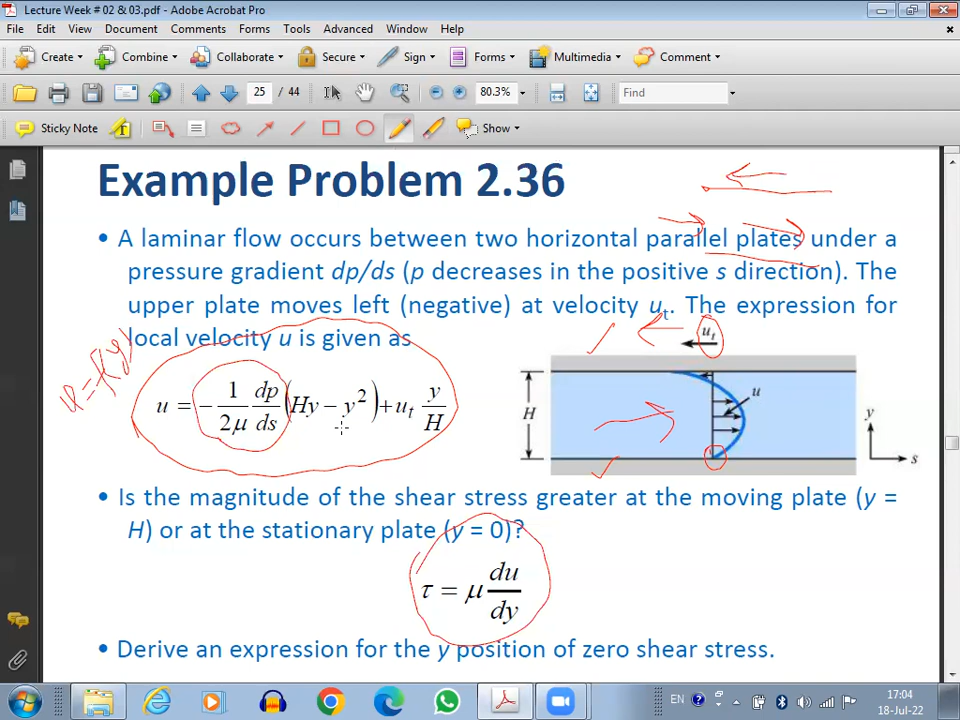 Lecture Week # 02 & 03.pdf - Adobe Acrobat Pro
File Edit View Document Comments Forms Tools Advanced Window Help
Create Combine Collaborate Secure Sign Forms Multimedia Comment
25 / 44 80.3% Find
Sticky Note Show
Example Problem 2.36
• A laminar flow occurs between two horizontal parallel plates under a
pressure gradient dp/ds (p decreases in the positive s direction). The
upper plate moves left (negative) at velocity uₜ. The expression for
local velocity u is given as
u = − 1/2μ dp/ds (Hy − y²) + uₜ y/H
uₜ
H
u
y
s
• Is the magnitude of the shear stress greater at the moving plate (y =
H) or at the stationary plate (y = 0)?
τ = μ du/dy
• Derive an expression for the y position of zero shear stress.
EN
17:04
18-Jul-22